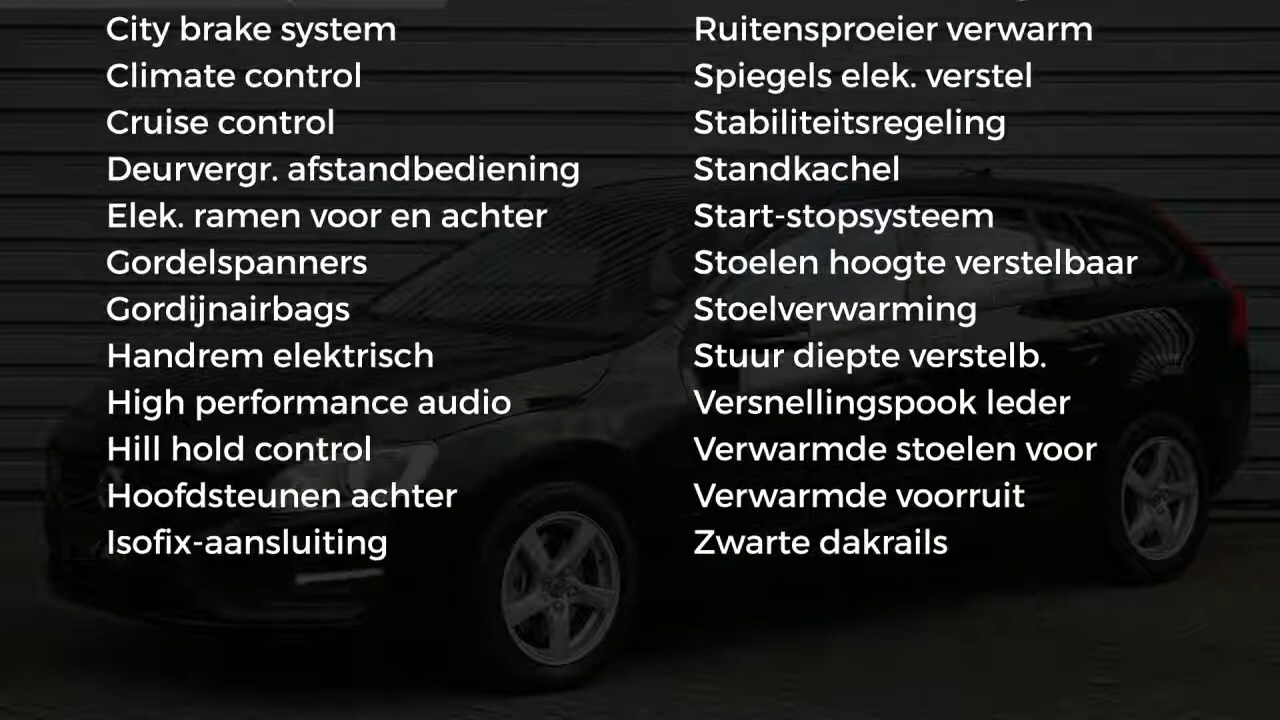 City brake system
Climate control
Cruise control
Deurvergr. afstandbediening
Elek. ramen voor en achter
Gordelspanners
Gordijnairbags
Handrem elektrisch
High performance audio
Hill hold control
Hoofdsteunen achter
Isofix-aansluiting
Ruitensproeier verwarm
Spiegels elek. verstel
Stabiliteitsregeling
Standkachel
Start-stopsysteem
Stoelen hoogte verstelbaar
Stoelverwarming
Stuur diepte verstelb.
Versnellingspook leder
Verwarmde stoelen voor
Verwarmde voorruit
Zwarte dakrails